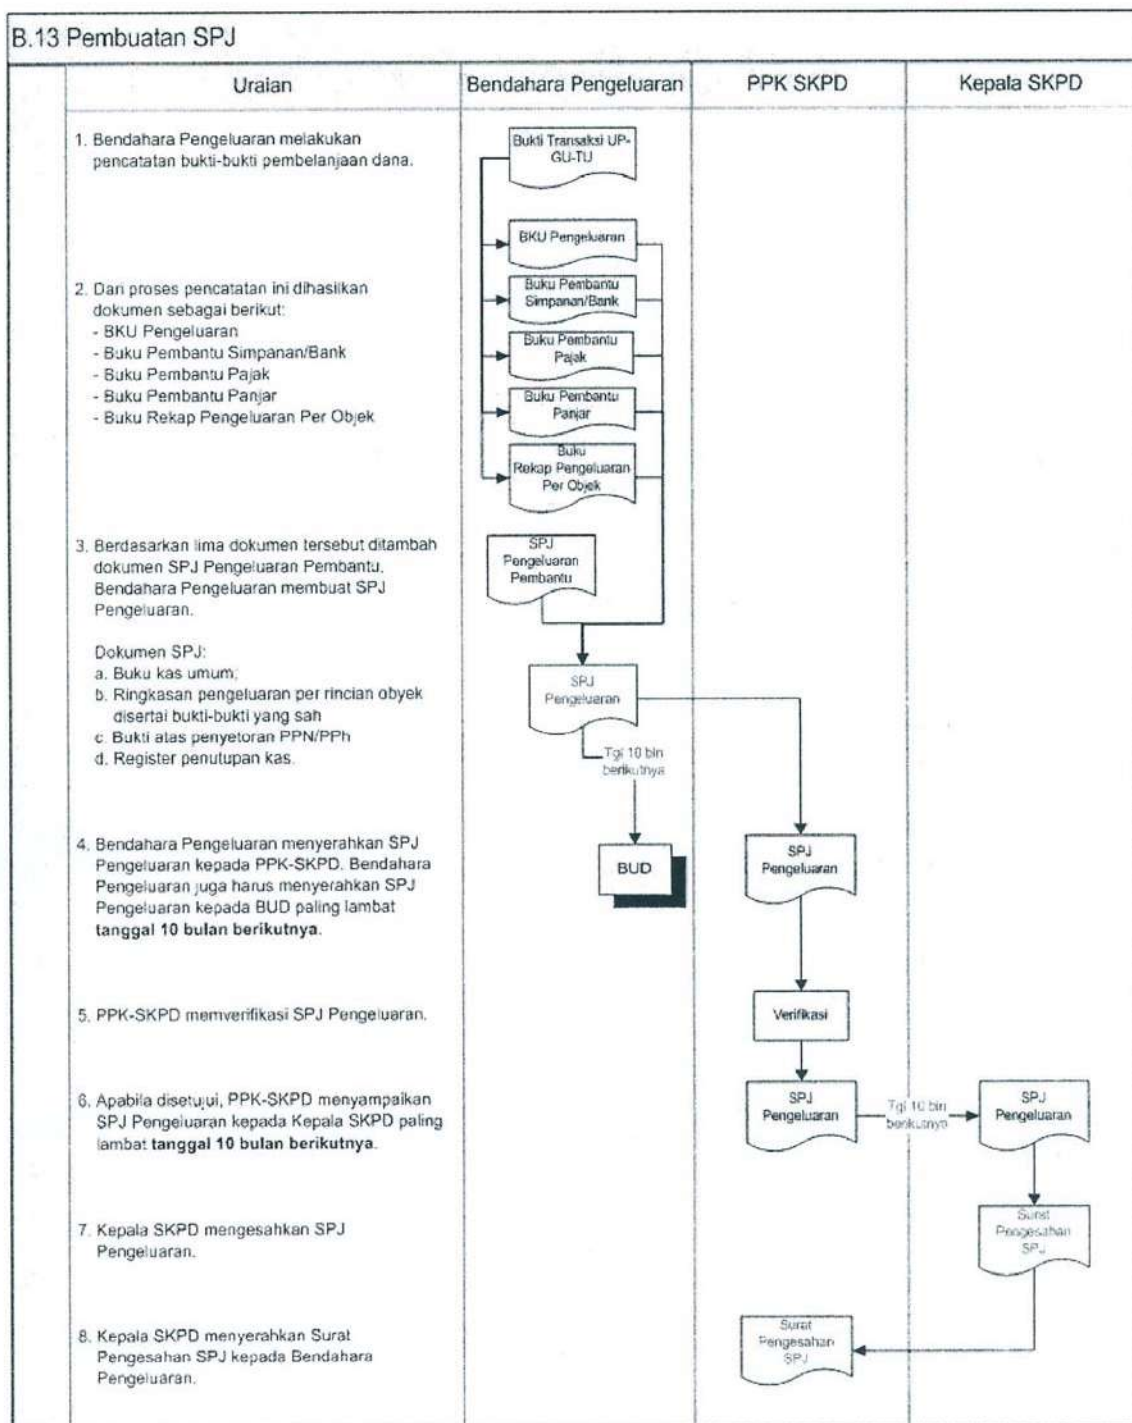 B.13 Pembuatan SPJ
Uraian
Bendahara Pengeluaran
PPK SKPD
Kepala SKPD
1. Bendahara Pengeluaran melakukan
pencatatan bukti-bukti pembelanjaan dana.
2. Dari proses pencatatan ini dihasilkan
dokumen sebagai berikut:
- BKU Pengeluaran
- Buku Pembantu Simpanan/Bank
- Buku Pembantu Pajak
- Buku Pembantu Panjar
- Buku Rekap Pengeluaran Per Objek
3. Berdasarkan lima dokumen tersebut ditambah
dokumen SPJ Pengeluaran Pembantu,
Bendahara Pengeluaran membuat SPJ
Pengeluaran.
Dokumen SPJ:
a. Buku kas umum;
b. Ringkasan pengeluaran per rincian obyek
disertai bukti-bukti yang sah
c. Bukti atas penyetoran PPN/PPh
d. Register penutupan kas.
4. Bendahara Pengeluaran menyerahkan SPJ
Pengeluaran kepada PPK-SKPD. Bendahara
Pengeluaran juga harus menyerahkan SPJ
Pengeluaran kepada BUD paling lambat
tanggal 10 bulan berikutnya.
5. PPK-SKPD memverifikasi SPJ Pengeluaran.
6. Apabila disetujui, PPK-SKPD menyampaikan
SPJ Pengeluaran kepada Kepala SKPD paling
lambat tanggal 10 bulan berikutnya.
7. Kepala SKPD mengesahkan SPJ
Pengeluaran.
8. Kepala SKPD menyerahkan Surat
Pengesahan SPJ kepada Bendahara
Pengeluaran.
Bukti Transaksi UP-
GU-TU
BKU Pengeluaran
Buku Pembantu
Simpanan/Bank
Buku Pembantu
Pajak
Buku Pembantu
Panjar
Buku
Rekap Pengeluaran
Per Objek
SPJ
Pengeluaran
Pembantu
SPJ
Pengeluaran
Tgl 10 bln
berikutnya
BUD
SPJ
Pengeluaran
Verifikasi
SPJ
Pengeluaran
Tgl 10 bln
berikutnya
SPJ
Pengeluaran
Surat
Pengesahan
SPJ
Surat
Pengesahan
SPJ